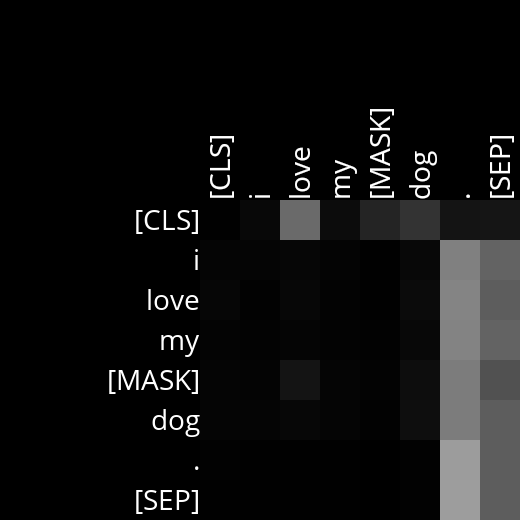 [CLS] i love my [MASK] dog . [SEP]
[CLS]
i
love
my
[MASK]
dog
.
[SEP]